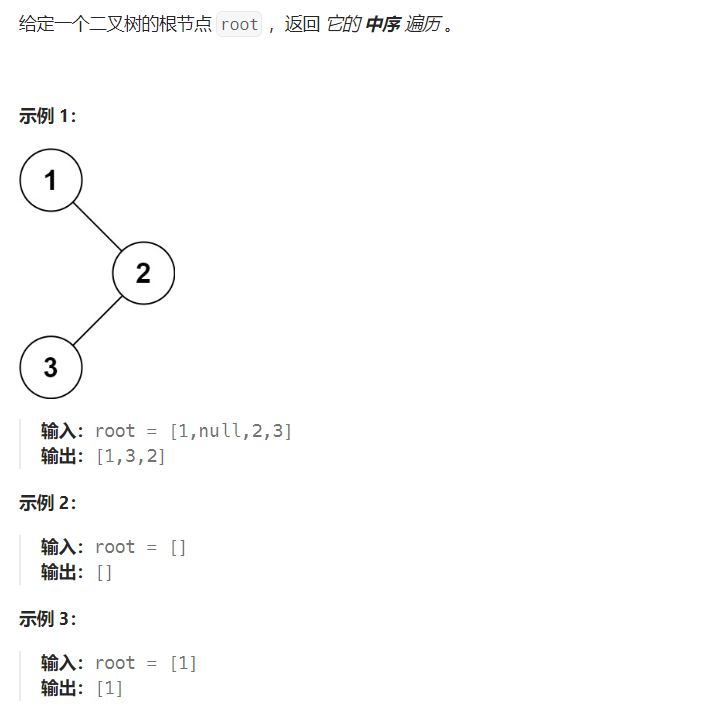 给定一个二叉树的根节点 root ，返回 它的 中序 遍历 。
示例 1：
1
2
3
输入：root = [1,null,2,3]
输出：[1,3,2]
示例 2：
输入：root = []
输出：[]
示例 3：
输入：root = [1]
输出：[1]